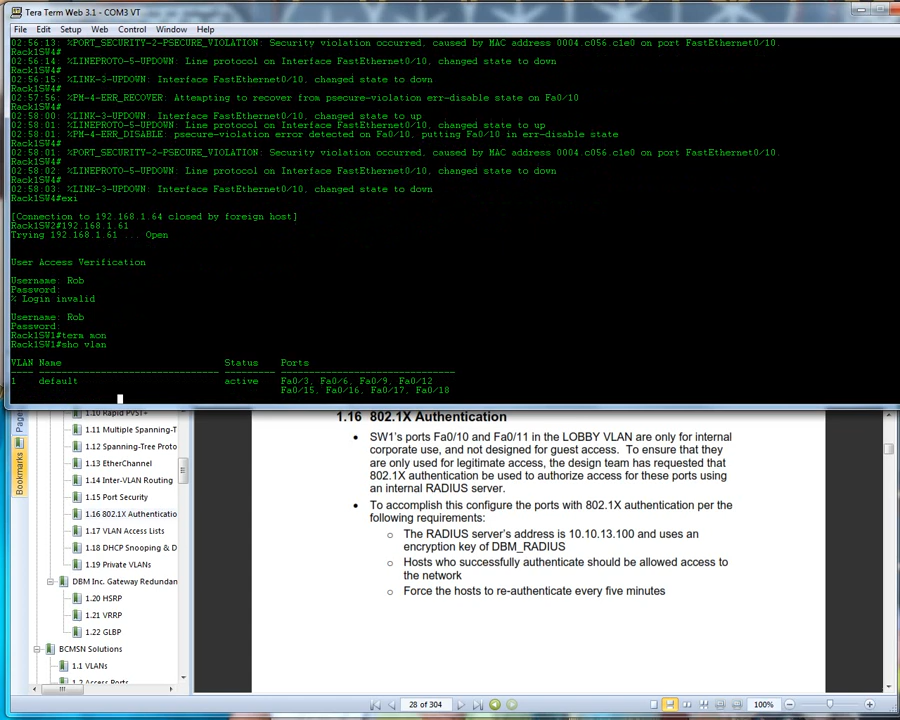 Tera Term Web 3.1 - COM3 VT
File Edit Setup Web Control Window Help
02:56:13: %PORT_SECURITY-2-PSECURE_VIOLATION: Security violation occurred, caused by MAC address 0004.c056.c1e0 on port FastEthernet0/10.
Rack1SW4#
02:56:14: %LINEPROTO-5-UPDOWN: Line protocol on Interface FastEthernet0/10, changed state to down
Rack1SW4#
02:56:15: %LINK-3-UPDOWN: Interface FastEthernet0/10, changed state to down
Rack1SW4#
02:57:56: %PM-4-ERR_RECOVER: Attempting to recover from psecure-violation err-disable state on Fa0/10
Rack1SW4#
02:58:00: %LINK-3-UPDOWN: Interface FastEthernet0/10, changed state to up
02:58:01: %LINEPROTO-5-UPDOWN: Line protocol on Interface FastEthernet0/10, changed state to up
02:58:01: %PM-4-ERR_DISABLE: psecure-violation error detected on Fa0/10, putting Fa0/10 in err-disable state
Rack1SW4#
02:58:01: %PORT_SECURITY-2-PSECURE_VIOLATION: Security violation occurred, caused by MAC address 0004.c056.c1e0 on port FastEthernet0/10.
Rack1SW4#
02:58:02: %LINEPROTO-5-UPDOWN: Line protocol on Interface FastEthernet0/10, changed state to down
Rack1SW4#
02:58:03: %LINK-3-UPDOWN: Interface FastEthernet0/10, changed state to down
Rack1SW4#exi
[Connection to 192.168.1.64 closed by foreign host]
Rack1SW2#192.168.1.61
Trying 192.168.1.61 ... Open
User Access Verification
Username: Rob
Password:
% Login invalid
Username: Rob
Password:
Rack1SW1#term mon
Rack1SW1#sho vlan
VLAN Name Status Ports
1 default active Fa0/3, Fa0/6, Fa0/9, Fa0/12
Fa0/15, Fa0/16, Fa0/17, Fa0/18
Bookmarks
1.10 Rapid PVST+
1.11 Multiple Spanning-T
1.12 Spanning-Tree Proto
1.13 EtherChannel
1.14 Inter-VLAN Routing
1.15 Port Security
1.16 802.1X Authenticatio
1.17 VLAN Access Lists
1.18 DHCP Snooping & D
1.19 Private VLANs
DBM Inc. Gateway Redundan
1.20 HSRP
1.21 VRRP
1.22 GLBP
BCMSN Solutions
1.1 VLANs
1.2 Access Ports
1.16 802.1X Authentication
• SW1's ports Fa0/10 and Fa0/11 in the LOBBY VLAN are only for internal
corporate use, and not designed for guest access. To ensure that they
are only used for legitimate access, the design team has requested that
802.1X authentication be used to authorize access for these ports using
an internal RADIUS server.
• To accomplish this configure the ports with 802.1X authentication per the
following requirements:
○ The RADIUS server's address is 10.10.13.100 and uses an
encryption key of DBM_RADIUS
○ Hosts who successfully authenticate should be allowed access to
the network
○ Force the hosts to re-authenticate every five minutes
28 of 304
100%